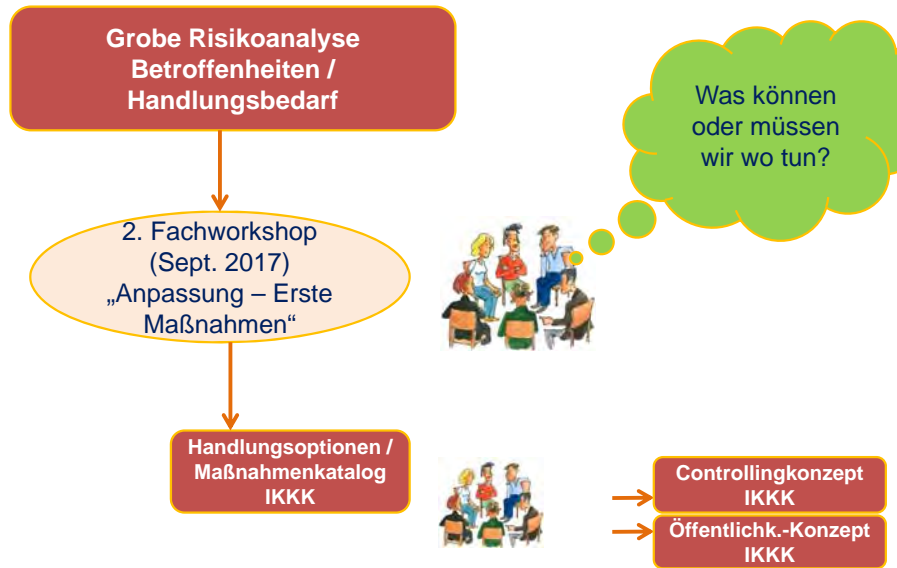 Grobe Risikoanalyse
Betroffenheiten /
Handlungsbedarf
Was können
oder müssen
wir wo tun?
2. Fachworkshop
(Sept. 2017)
„Anpassung – Erste
Maßnahmen“
Handlungsoptionen /
Maßnahmenkatalog
IKKK
Controllingkonzept
IKKK
Öffentlichk.-Konzept
IKKK